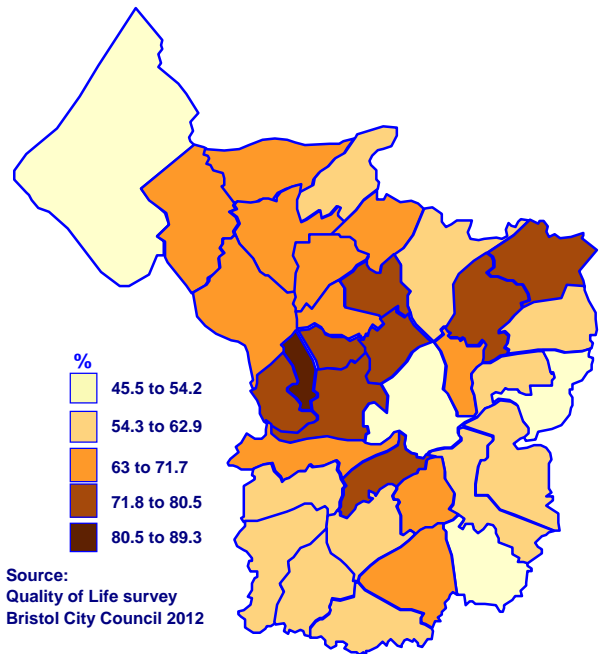 %
45.5 to 54.2
54.3 to 62.9
63 to 71.7
71.8 to 80.5
80.5 to 89.3
Source:
Quality of Life survey
Bristol City Council 2012